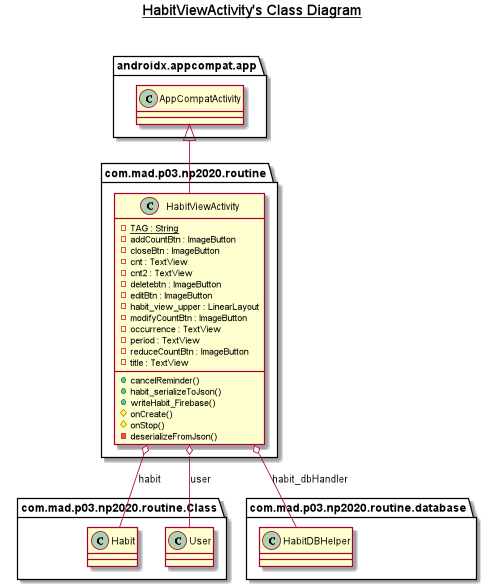 HabitViewActivity's Class Diagram
androidx.appcompat.app
C AppCompatActivity
com.mad.p03.np2020.routine
C HabitViewActivity
TAG : String
addCountBtn : ImageButton
closeBtn : ImageButton
cnt : TextView
cnt2 : TextView
deletebtn : ImageButton
editBtn : ImageButton
habit_view_upper : LinearLayout
modifyCountBtn : ImageButton
occurrence : TextView
period : TextView
reduceCountBtn : ImageButton
title : TextView
cancelReminder()
habit_serializeToJson()
writeHabit_Firebase()
onCreate()
onStop()
deserializeFromJson()
habit user habit_dbHandler
com.mad.p03.np2020.routine.Class com.mad.p03.np2020.routine.database
C Habit C User C HabitDBHelper